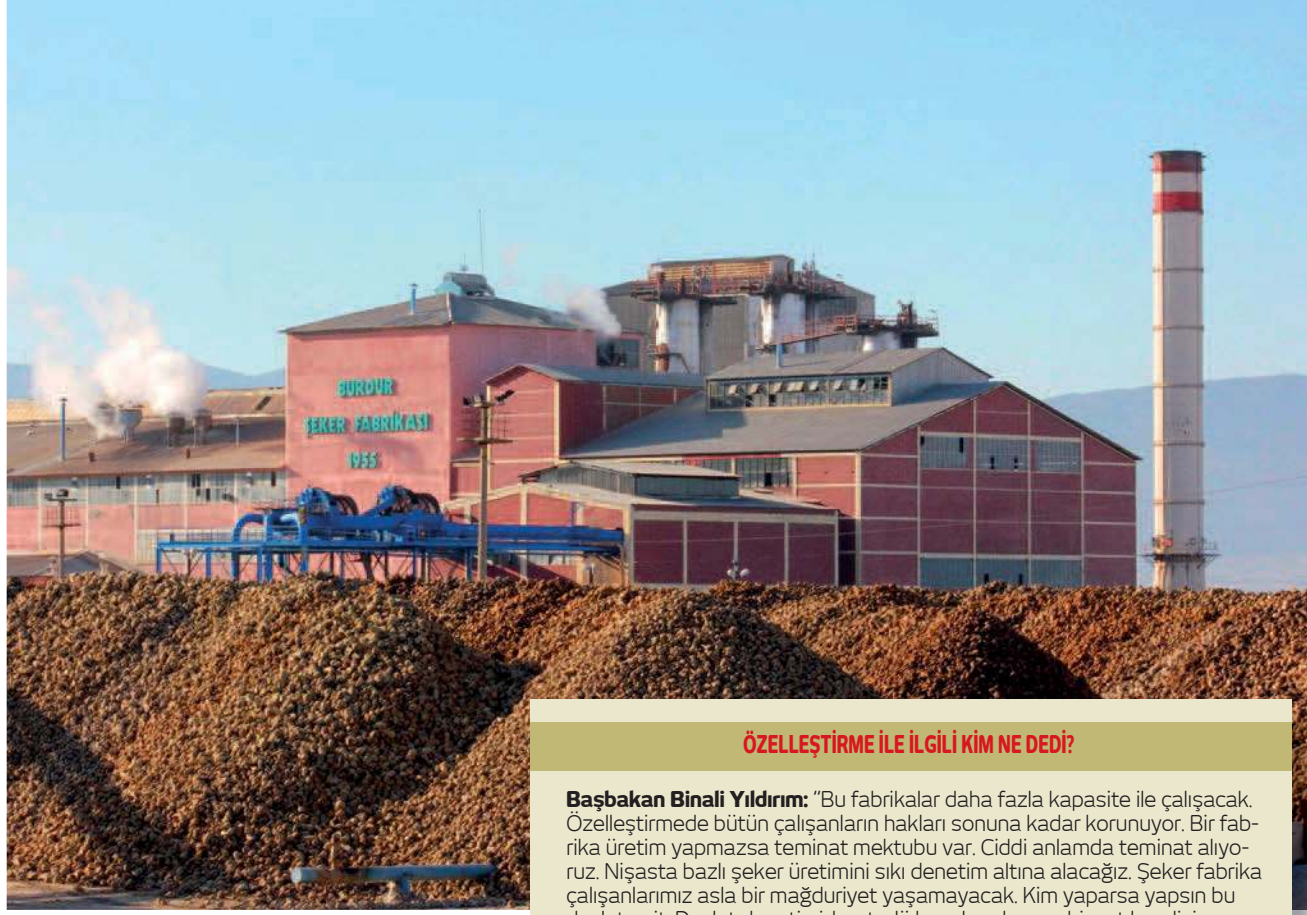 BURDUR
ŞEKER FABRİKASI
1955
ÖZELLEŞTİRME İLE İLGİLİ KİM NE DEDİ?
Başbakan Binali Yıldırım: "Bu fabrikalar daha fazla kapasite ile çalışacak.
Özelleştirmede bütün çalışanların hakları sonuna kadar korunuyor. Bir fab-
rika üretim yapmazsa teminat mektubu var. Ciddi anlamda teminat alıyo-
ruz. Nişasta bazlı şeker üretimini sıkı denetim altına alacağız. Şeker fabrika
çalışanlarımız asla bir mağduriyet yaşamayacak. Kim yaparsa yapsın bu